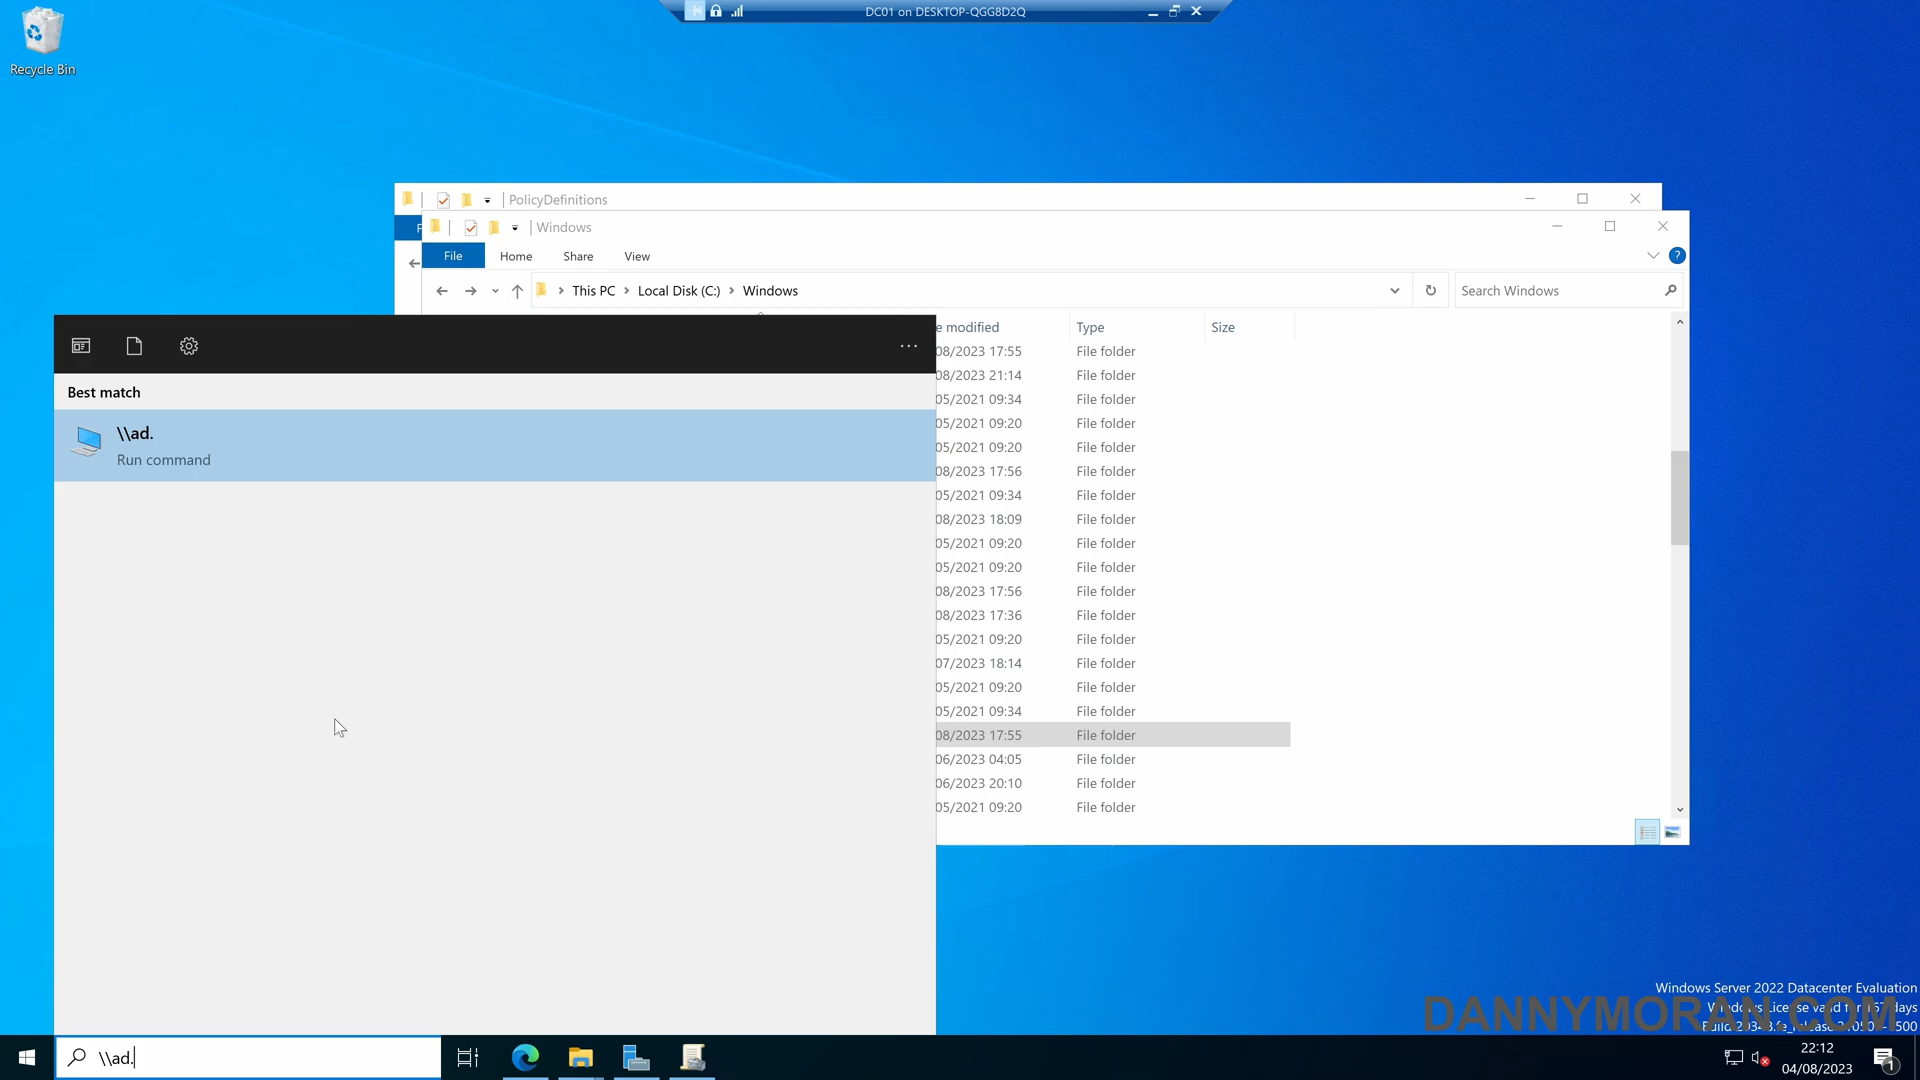 DC01 on DESKTOP-QGG8D2Q
Recycle Bin
PolicyDefinitions
Windows
File
Home
Share
View
This PC
Local Disk (C:)
Windows
Search Windows
e modified
Type
Size
08/2023 17:55 File folder
08/2023 21:14 File folder
05/2021 09:34 File folder
05/2021 09:20 File folder
05/2021 09:20 File folder
08/2023 17:56 File folder
05/2021 09:34 File folder
08/2023 18:09 File folder
05/2021 09:20 File folder
05/2021 09:20 File folder
08/2023 17:56 File folder
08/2023 17:36 File folder
05/2021 09:20 File folder
07/2023 18:14 File folder
05/2021 09:20 File folder
05/2021 09:34 File folder
08/2023 17:55 File folder
06/2023 04:05 File folder
06/2023 20:10 File folder
05/2021 09:20 File folder
Best match
\\ad.
Run command
Windows Server 2022 Datacenter Evaluation
Windows License valid for days
DANNYMORAN.COM
\\ad.
22:12
04/08/2023
1